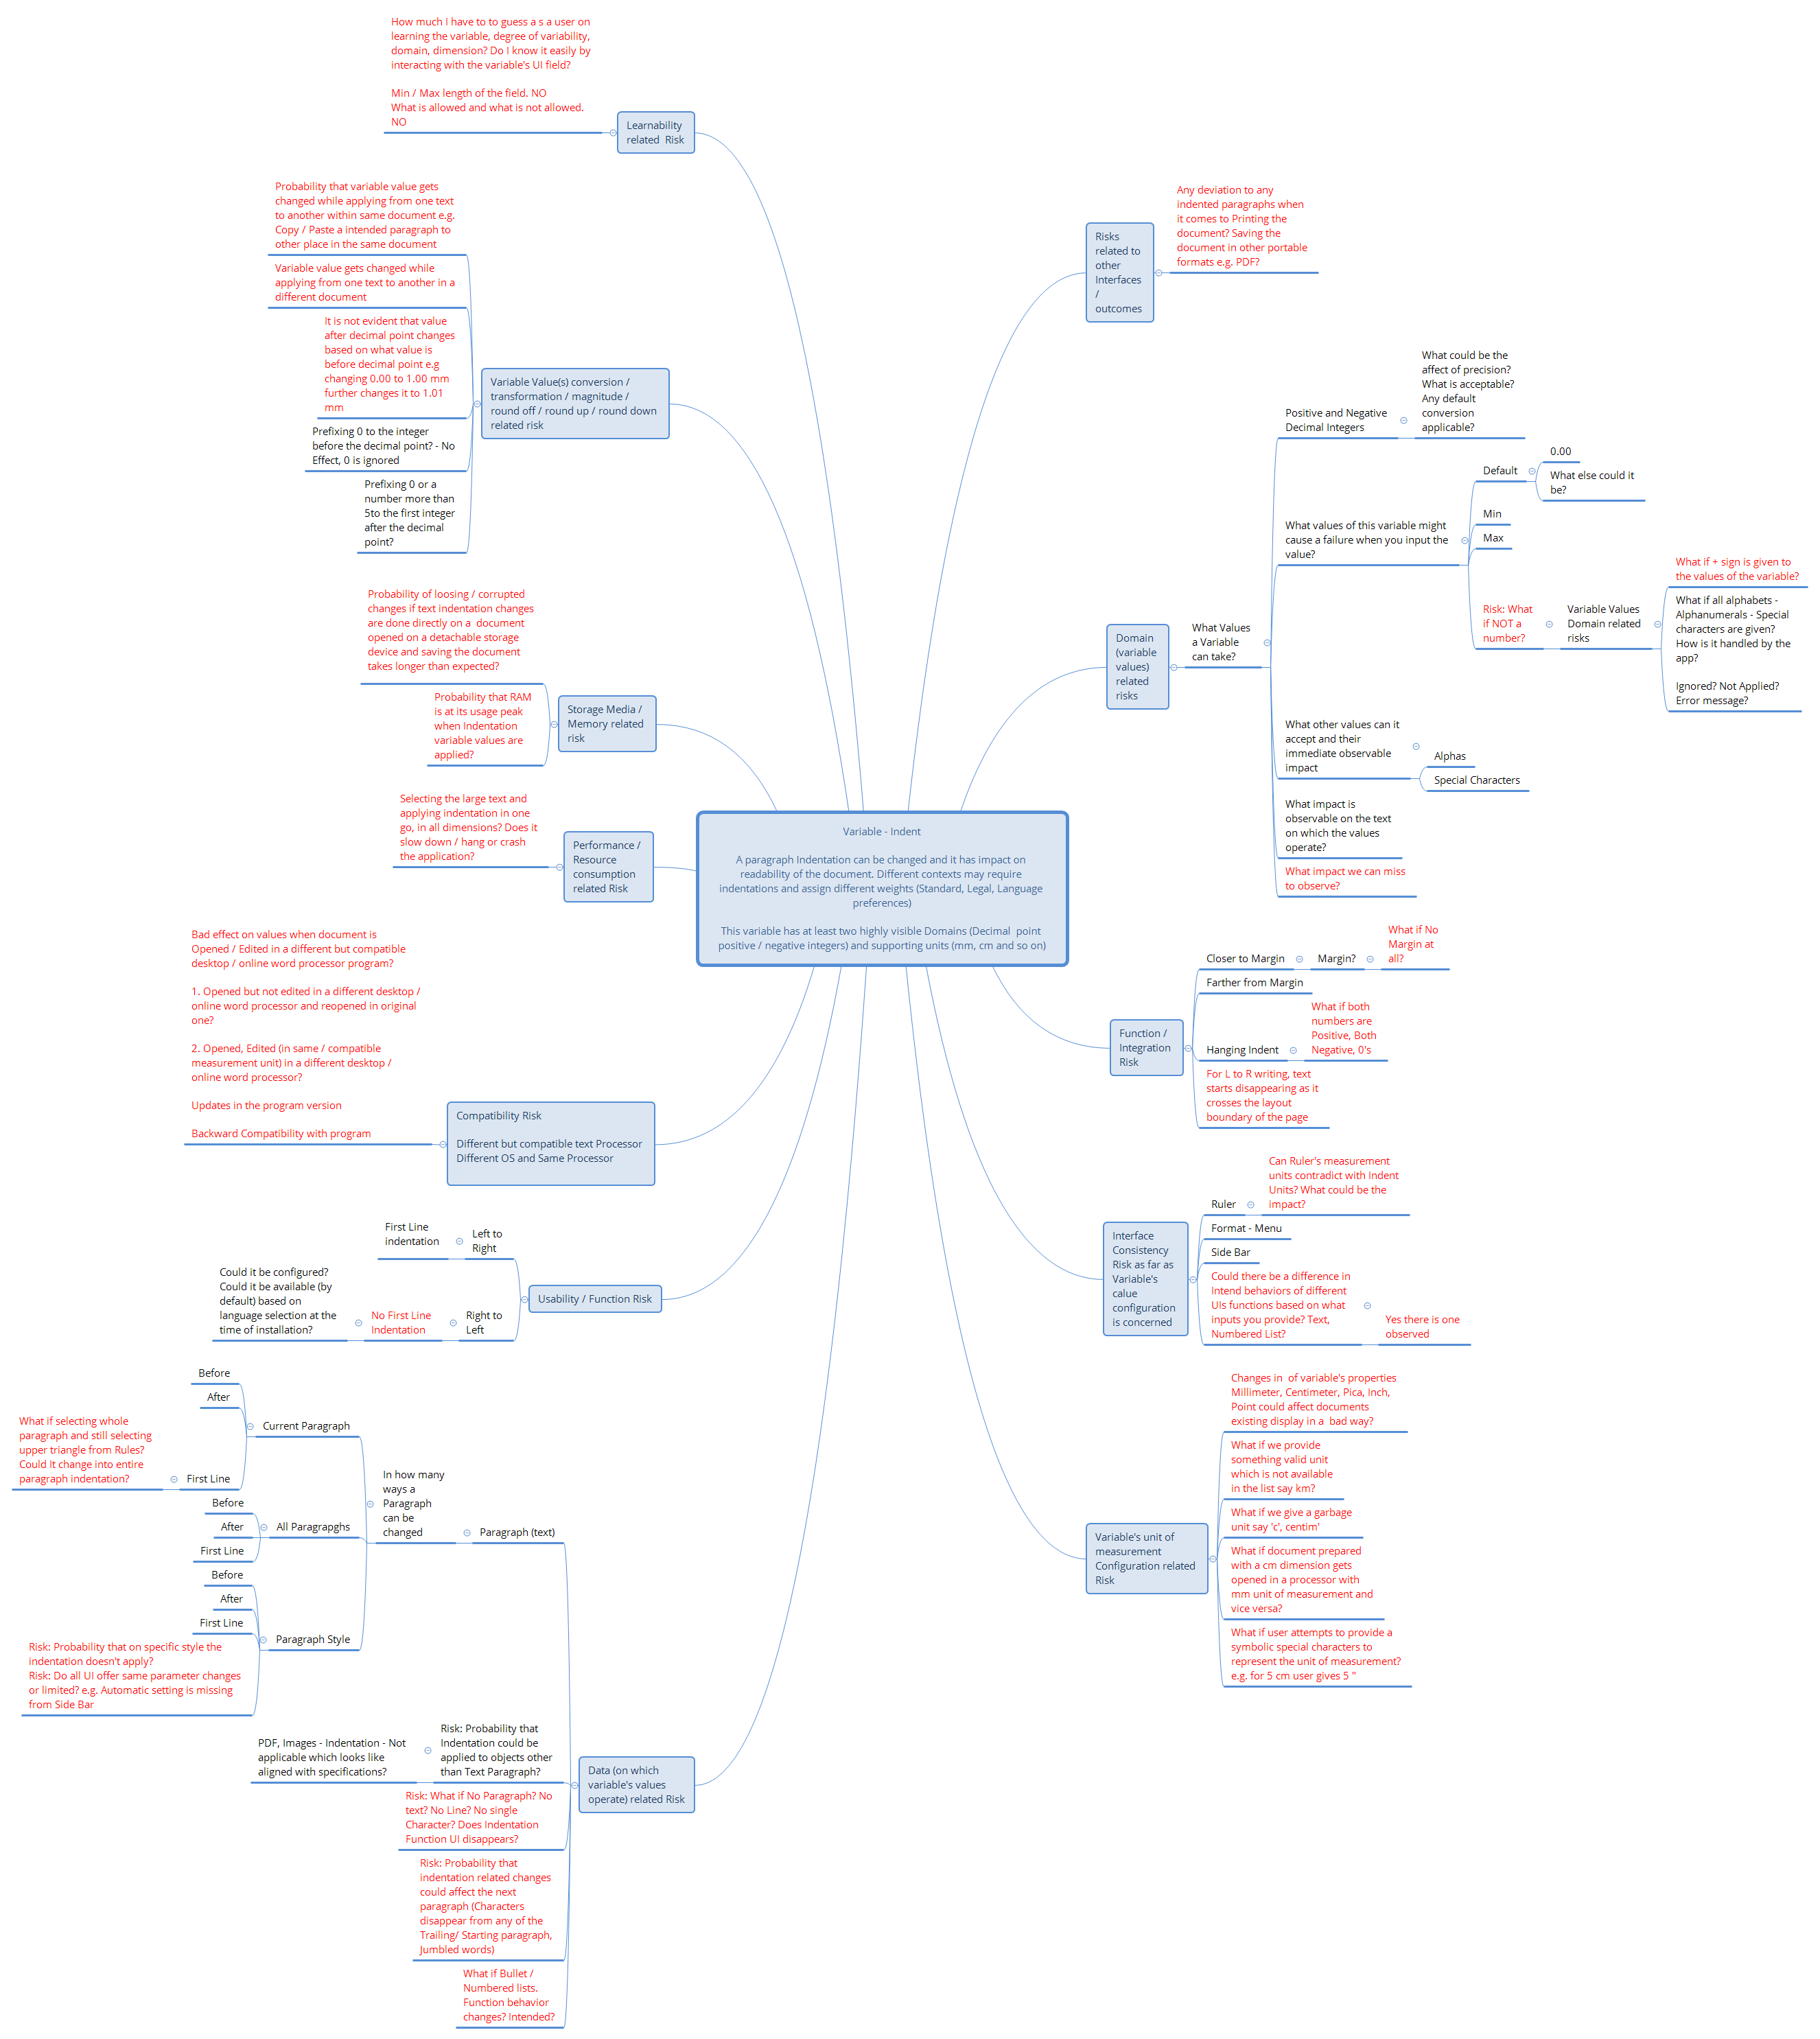 How much I have to to guess a s a user on
learning the variable, degree of variability,
domain, dimension? Do I know it easily by
interacting with the variable's UI field?
Min / Max length of the field. NO
What is allowed and what is not allowed.
NO
Learnability
related  Risk
Probability that variable value gets
changed while applying from one text
to another within same document e.g.
Copy / Paste a intended paragraph to
other place in the same document
Variable value gets changed while
applying from one text to another in a
different document
It is not evident that value
after decimal point changes
based on what value is
before decimal point e.g
changing 0.00 to 1.00 mm
further changes it to 1.01
mm
Prefixing 0 to the integer
before the decimal point? - No
Effect, 0 is ignored
Prefixing 0 or a
number more than
5to the first integer
after the decimal
point?
Variable Value(s) conversion /
transformation / magnitude /
round off / round up / round down
related risk
Probability of loosing / corrupted
changes if text indentation changes
are done directly on a  document
opened on a detachable storage
device and saving the document
takes longer than expected?
Probability that RAM
is at its usage peak
when Indentation
variable values are
applied?
Storage Media /
Memory related
risk
Selecting the large text and
applying indentation in one
go, in all dimensions? Does it
slow down / hang or crash
the application?
Performance /
Resource
consumption
related Risk
Variable - Indent
A paragraph Indentation can be changed and it has impact on
readability of the document. Different contexts may require
indentations and assign different weights (Standard, Legal, Language
preferences)
This variable has at least two highly visible Domains (Decimal  point
positive / negative integers) and supporting units (mm, cm and so on)
Bad effect on values when document is
Opened / Edited in a different but compatible
desktop / online word processor program?
1. Opened but not edited in a different desktop /
online word processor and reopened in original
one?
2. Opened, Edited (in same / compatible
measurement unit) in a different desktop /
online word processor?
Updates in the program version
Backward Compatibility with program
Compatibility Risk
Different but compatible text Processor
Different OS and Same Processor
First Line
indentation
Left to
Right
Could it be configured?
Could it be available (by
default) based on
language selection at the
time of installation?
No First Line
Indentation
Right to
Left
Usability / Function Risk
Before
After
What if selecting whole
paragraph and still selecting
upper triangle from Rules?
Could It change into entire
paragraph indentation?
First Line
Current Paragraph
Before
After
First Line
All Paragrapghs
Before
After
First Line
Risk: Probability that on specific style the
indentation doesn't apply?
Risk: Do all UI offer same parameter changes
or limited? e.g. Automatic setting is missing
from Side Bar
Paragraph Style
In how many
ways a
Paragraph
can be
changed
Paragraph (text)
PDF, Images - Indentation - Not
applicable which looks like
aligned with specifications?
Risk: Probability that
Indentation could be
applied to objects other
than Text Paragraph?
Risk: What if No Paragraph? No
text? No Line? No single
Character? Does Indentation
Function UI disappears?
Risk: Probability that
indentation related changes
could affect the next
paragraph (Characters
disappear from any of the
Trailing/ Starting paragraph,
Jumbled words)
What if Bullet /
Numbered lists.
Function behavior
changes? Intended?
Data (on which
variable's values
operate) related Risk
Risks
related to
other
Interfaces
/
outcomes
Any deviation to any
indented paragraphs when
it comes to Printing the
document? Saving the
document in other portable
formats e.g. PDF?
Domain
(variable
values)
related
risks
What Values
a Variable
can take?
Positive and Negative
Decimal Integers
What could be the
affect of precision?
What is acceptable?
Any default
conversion
applicable?
What values of this variable might
cause a failure when you input the
value?
Default
0.00
What else could it
be?
Min
Max
Risk: What
if NOT a
number?
Variable Values
Domain related
risks
What if + sign is given to
the values of the variable?
What if all alphabets -
Alphanumerals - Special
characters are given?
How is it handled by the
app?
Ignored? Not Applied?
Error message?
What other values can it
accept and their
immediate observable
impact
Alphas
Special Characters
What impact is
observable on the text
on which the values
operate?
What impact we can miss
to observe?
Function /
Integration
Risk
Closer to Margin
Margin?
What if No
Margin at
all?
Farther from Margin
Hanging Indent
What if both
numbers are
Positive, Both
Negative, 0's
For L to R writing, text
starts disappearing as it
crosses the layout
boundary of the page
Interface
Consistency
Risk as far as
Variable's
calue
configuration
is concerned
Ruler
Can Ruler's measurement
units contradict with Indent
Units? What could be the
impact?
Format - Menu
Side Bar
Could there be a difference in
Intend behaviors of different
UIs functions based on what
inputs you provide? Text,
Numbered List?
Yes there is one
observed
Variable's unit of
measurement
Configuration related
Risk
Changes in  of variable's properties
Millimeter, Centimeter, Pica, Inch,
Point could affect documents
existing display in a  bad way?
What if we provide
something valid unit
which is not available
in the list say km?
What if we give a garbage
unit say 'c', centim'
What if document prepared
with a cm dimension gets
opened in a processor with
mm unit of measurement and
vice versa?
What if user attempts to provide a
symbolic special characters to
represent the unit of measurement?
e.g. for 5 cm user gives 5 "